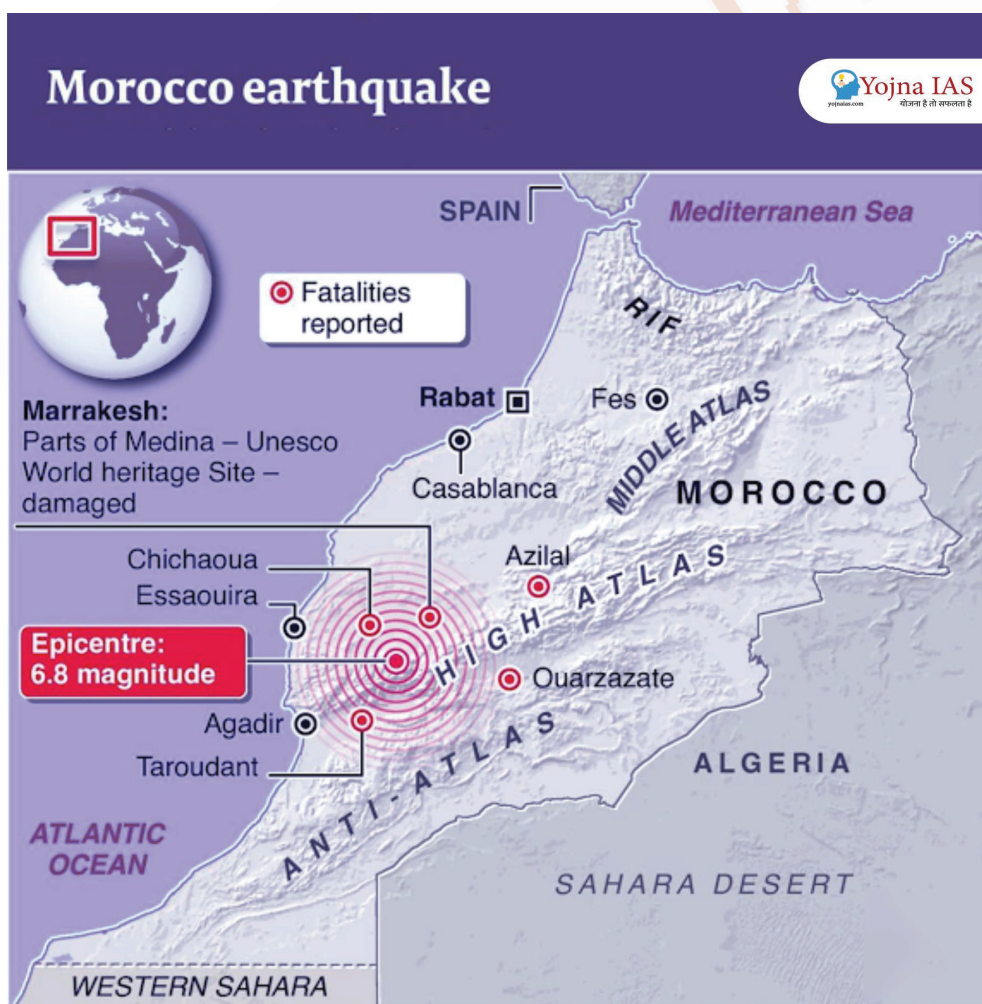 Morocco earthquake
Yojna IAS
yojnaias.com
योजना है तो सफलता है
SPAIN
Mediterranean Sea
Fatalities
reported
RIF
Marrakesh:
Parts of Medina – Unesco
World heritage Site –
damaged
Rabat
Fes
MIDDLE ATLAS
Casablanca
MOROCCO
Chichaoua
Azilal
Essaouira
HIGH ATLAS
Epicentre:
6.8 magnitude
Ouarzazate
Agadir
Taroudant
ANTI-ATLAS
ALGERIA
ATLANTIC
OCEAN
SAHARA DESERT
WESTERN SAHARA